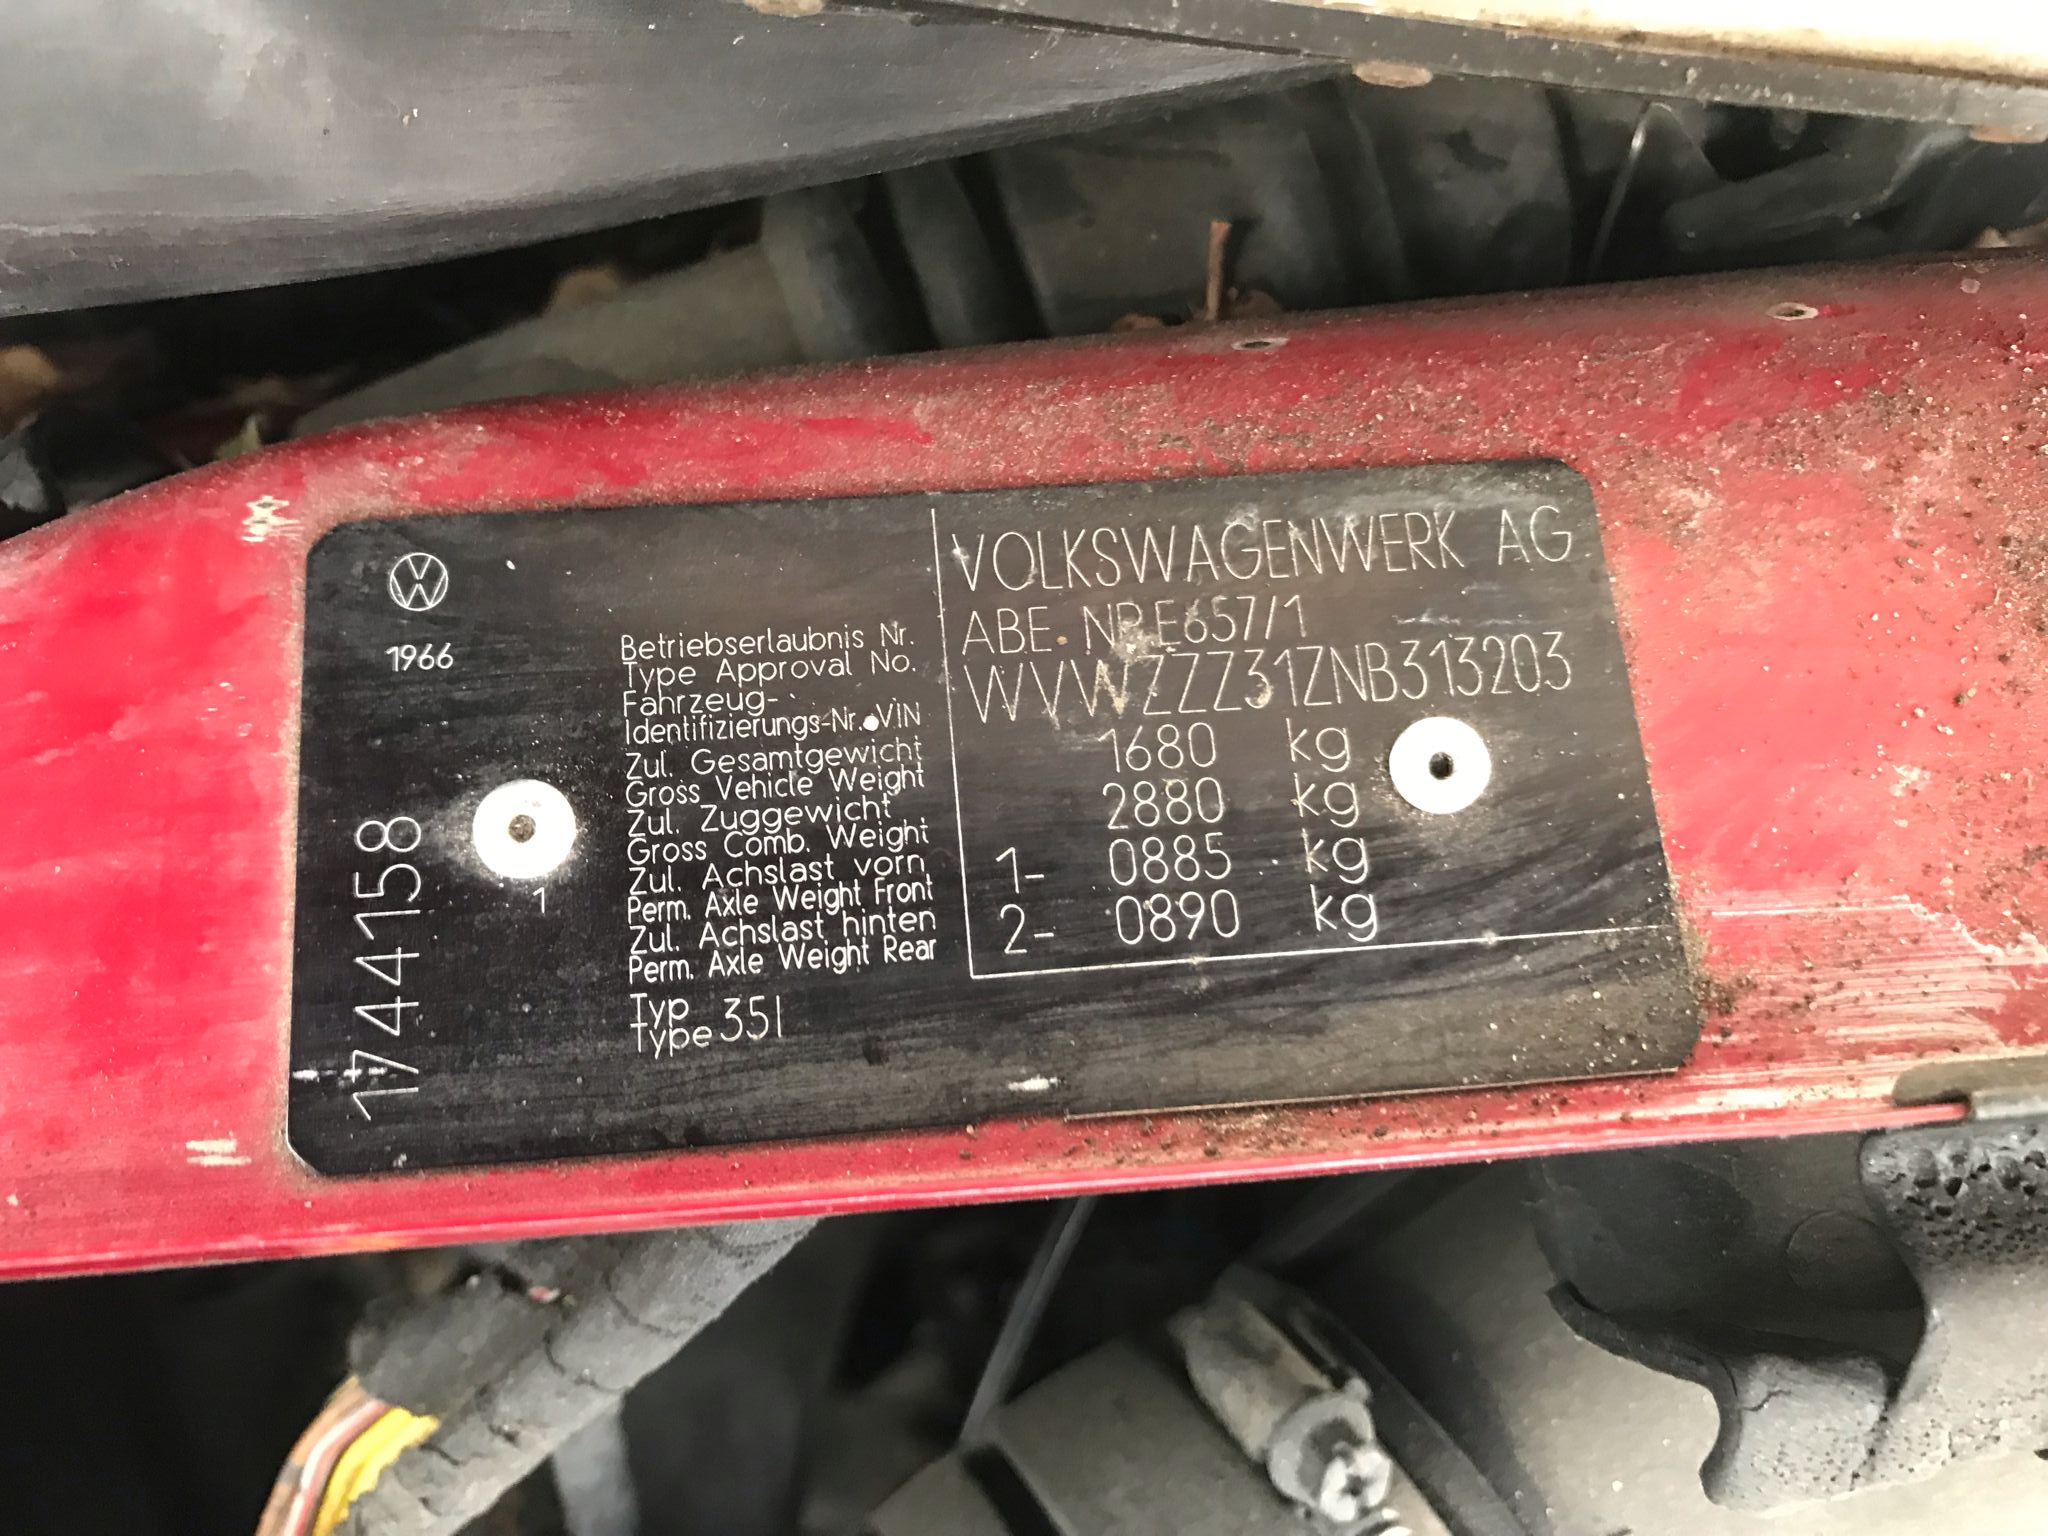 VOLKSWAGENWERK AG
1966
Betriebserlaubnis Nr.
Type Approval No.
ABE. NR.E657/1
Fahrzeug-
Identifizierungs-Nr. VIN
WVWZZZ31ZNB313203
Zul. Gesamtgewicht
Gross Vehicle Weight
1680 kg
Zul. Zuggewicht
Gross Comb. Weight
2880 kg
Zul. Achslast vorn
Perm. Axle Weight Front
1- 0885 kg
Zul. Achslast hinten
Perm. Axle Weight Rear
2- 0890 kg
Typ
Type 35I
1744158
1